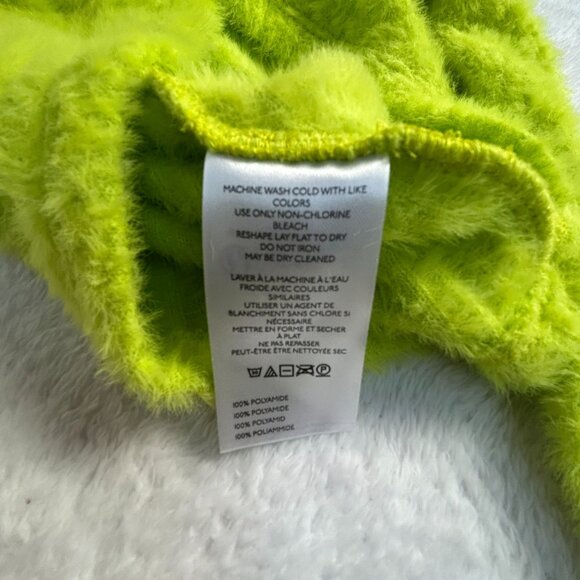 MACHINE WASH COLD WITH LIKE
COLORS
USE ONLY NON-CHLORINE
BLEACH
RESHAPE LAY FLAT TO DRY
DO NOT IRON
MAY BE DRY CLEANED
LAVER À LA MACHINE À L'EAU
FROIDE AVEC COULEURS
SIMILAIRES
UTILISER UN AGENT DE
BLANCHIMENT SANS CHLORE SI
NÉCESSAIRE
METTRE EN FORME ET SECHER
À PLAT
NE PAS REPASSER
PEUT-ÊTRE ÊTRE NETTOYÉE SEC
100% POLYAMIDE
100% POLYAMIDE
100% POLYAMID
100% POLIAMMIDE